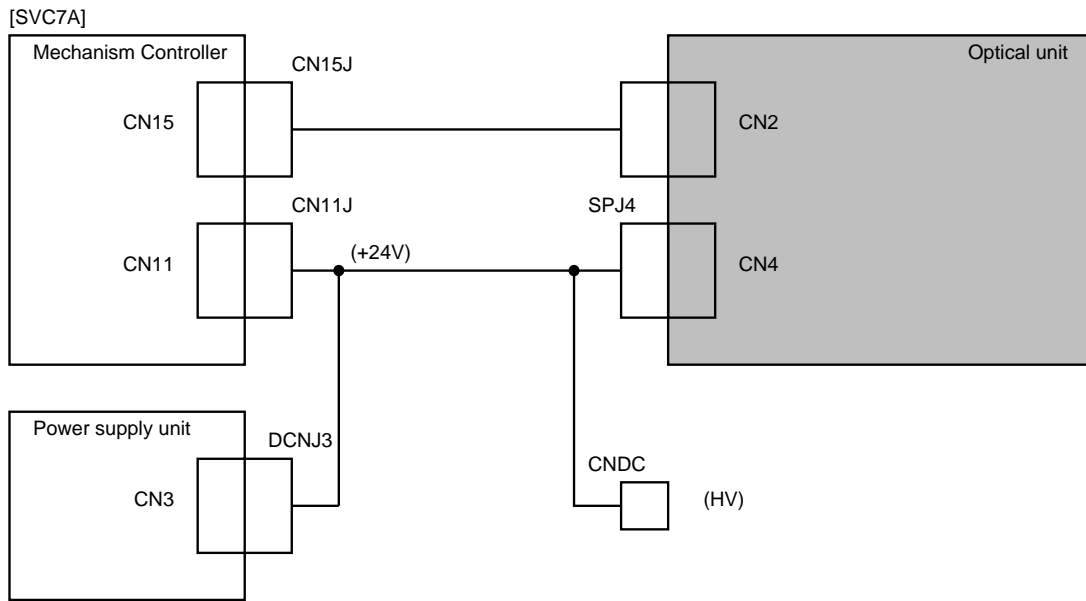 [SVC7A]
Mechanism Controller
Optical unit
CN15J
CN15
CN2
CN11J
SPJ4
(+24V)
CN11
CN4
Power supply unit
DCNJ3
CNDC
CN3
(HV)